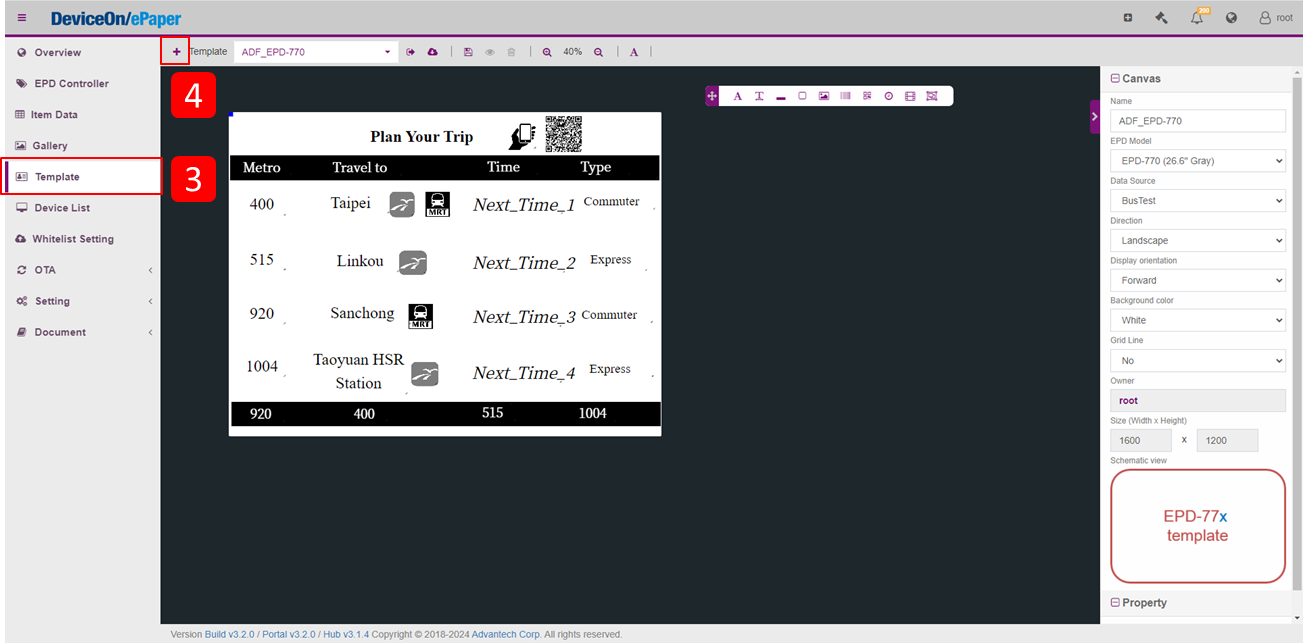 DeviceOn/ePaper
200
root
Overview
EPD Controller
Item Data
Gallery
Template
Device List
Whitelist Setting
OTA
Setting
Document
Template ADF_EPD-770 40% A
4
3
A T
Plan Your Trip
Metro Travel to Time Type
400 Taipei MRT Next_Time_1 Commuter
515 Linkou Next_Time_2 Express
920 Sanchong MRT Next_Time_3 Commuter
1004 Taoyuan HSR Station Next_Time_4 Express
920 400 515 1004
Canvas
Name
ADF_EPD-770
EPD Model
EPD-770 (26.6" Gray)
Data Source
BusTest
Direction
Landscape
Display orientation
Forward
Background color
White
Grid Line
No
Owner
root
Size (Width x Height)
1600 x 1200
Schematic view
EPD-77x
template
Property
Version Build v3.2.0 / Portal v3.2.0 / Hub v3.1.4 Copyright © 2018-2024 Advantech Corp. All rights reserved.